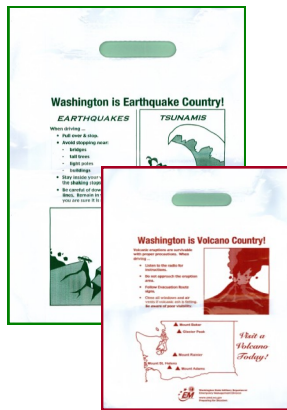 Washington is Earthquake Country!
EARTHQUAKES
TSUNAMIS
When driving ...
• Pull over & stop.
• Avoid stopping near:
- bridges
- tall trees
- light poles
- buildings
• Stay inside your
the shaking stops
• Be careful of
lines. Remain in
you are sure it is
Washington is Volcano Country!
Volcano eruptions are survivable
with proper precautions. When
driving ...
• Listen to the radio for
instructions.
• Do not approach the eruption
area.
• Follow Evacuation Route
signs.
• Close all windows and air
vents if volcanic ash is falling.
Be aware of your visibility.
Mount Baker
Glacier Peak
Mount Rainier
Mount St. Helens
Mount Adams
Visit a
Volcano
Today!
EM